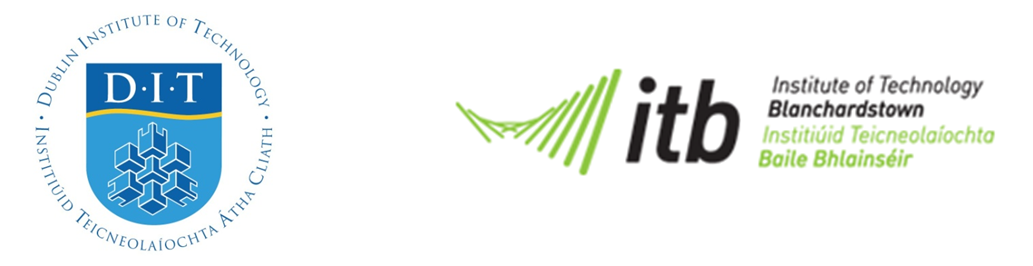 DUBLIN INSTITUTE OF TECHNOLOGY •
INSTITIÚID TEICNEOLAÍOCHTA ÁTHA CLIATH •
D·I·T
itb
Institute of Technology
Blanchardstown
Institiúid Teicneolaíochta
Baile Bhlainséir